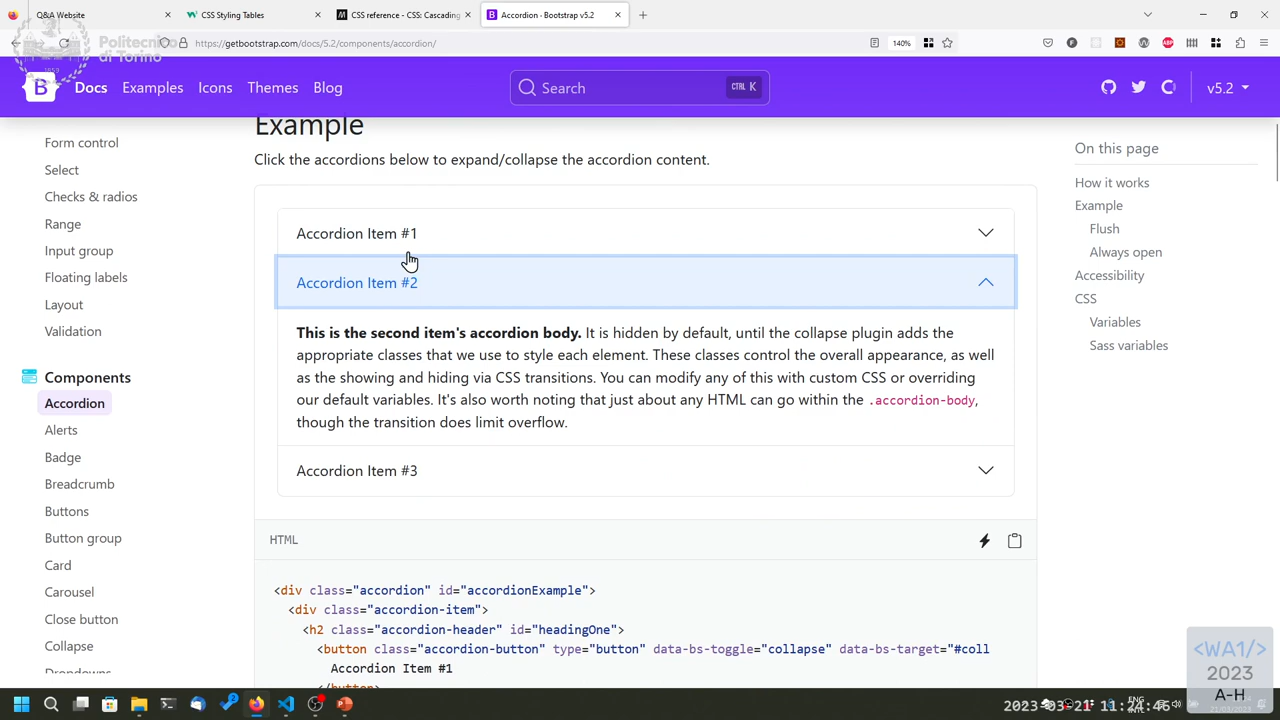 Q&A Website
CSS Styling Tables
CSS reference - CSS: Cascading
Accordion · Bootstrap v5.2
Politecnico
di Torino
https://getbootstrap.com/docs/5.2/components/accordion/
140%
Docs
Examples
Icons
Themes
Blog
Search
CTRL K
v5.2
Form control
Select
Checks & radios
Range
Input group
Floating labels
Layout
Validation
Components
Accordion
Alerts
Badge
Breadcrumb
Buttons
Button group
Card
Carousel
Close button
Collapse
Dropdowns
Example
Click the accordions below to expand/collapse the accordion content.
Accordion Item #1
Accordion Item #2
This is the second item's accordion body. It is hidden by default, until the collapse plugin adds the
appropriate classes that we use to style each element. These classes control the overall appearance, as well
as the showing and hiding via CSS transitions. You can modify any of this with custom CSS or overriding
our default variables. It's also worth noting that just about any HTML can go within the .accordion-body,
though the transition does limit overflow.
Accordion Item #3
HTML
<div class="accordion" id="accordionExample">
<div class="accordion-item">
<h2 class="accordion-header" id="headingOne">
<button class="accordion-button" type="button" data-bs-toggle="collapse" data-bs-target="#coll
Accordion Item #1
</button>
On this page
How it works
Example
Flush
Always open
Accessibility
CSS
Variables
Sass variables
<WA1/>
2023
A-H
ENG